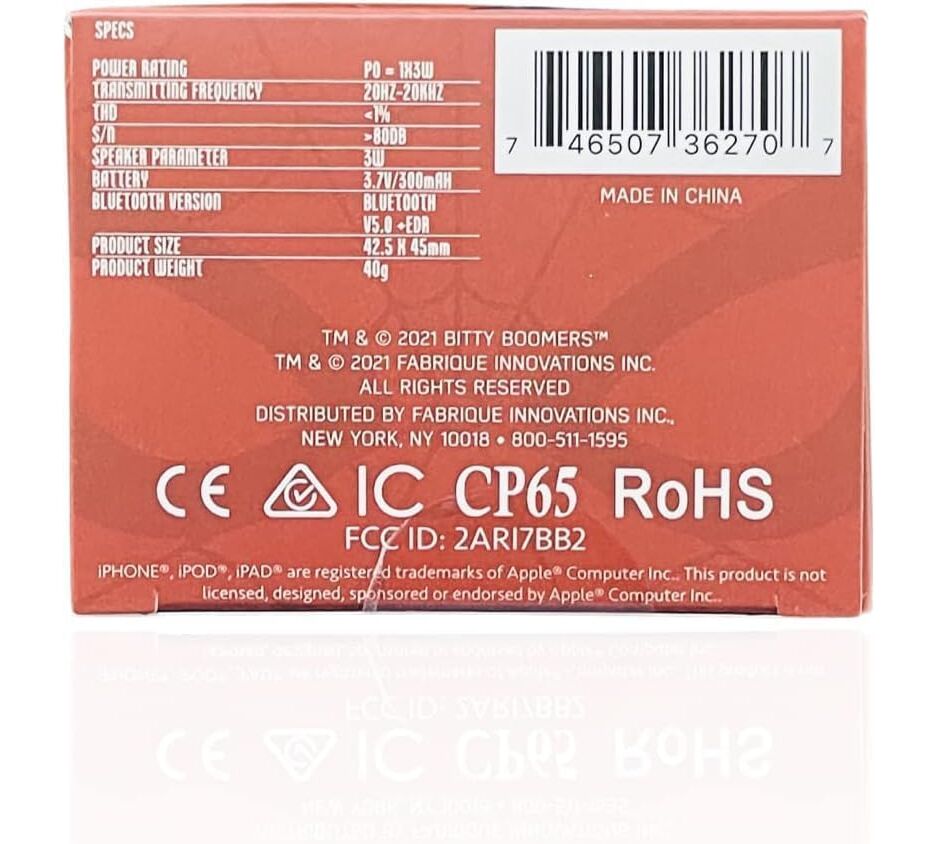 SPECS
POWER RATING PO = 1X3W
TRANSMITTING FREQUENCY 20HZ-20KHZ
THD <1%
S/N >80DB
SPEAKER PARAMETER 3W
BATTERY 3.7V/300mAH
BLUETOOTH VERSION BLUETOOTH
V5.0 +EDR
PRODUCT SIZE 42.5 X 45mm
PRODUCT WEIGHT 40g
7 46507 36270 7
MADE IN CHINA
TM & © 2021 BITTY BOOMERS™
TM & © 2021 FABRIQUE INNOVATIONS INC.
ALL RIGHTS RESERVED
DISTRIBUTED BY FABRIQUE INNOVATIONS INC.,
NEW YORK, NY 10018 • 800-511-1595
CE IC CP65 RoHS
FCC ID: 2ARI7BB2
iPHONE®, iPOD®, iPAD® are registered trademarks of Apple® Computer Inc.. This product is not
licensed, designed, sponsored or endorsed by Apple® Computer Inc..